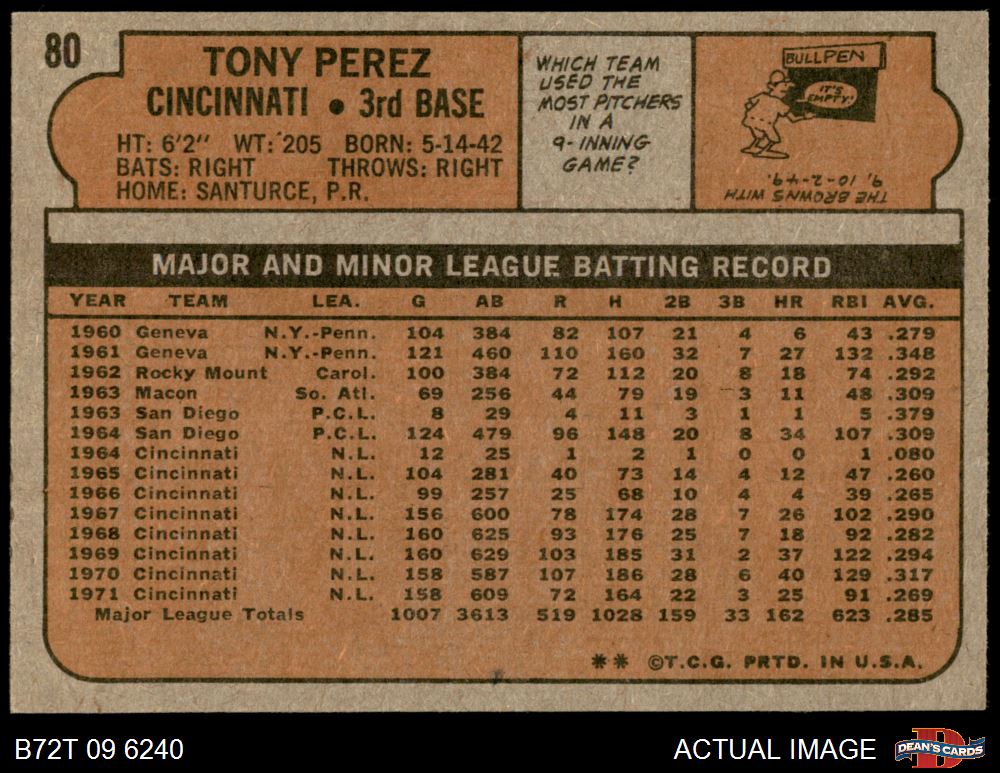 80
TONY PEREZ
CINCINNATI • 3rd BASE
HT: 6'2" WT: 205 BORN: 5-14-42
BATS: RIGHT THROWS: RIGHT
HOME: SANTURCE, P.R.
WHICH TEAM
USED THE
MOST PITCHERS
IN A
9-INNING
GAME?
BULLPEN
IT'S
EMPTY!
THE BROWNS WITH
9, 10-2-49.
MAJOR AND MINOR LEAGUE BATTING RECORD
YEAR TEAM LEA. G AB R H 2B 3B HR RBI AVG.
1960 Geneva N.Y.-Penn. 104 384 82 107 21 4 6 43 .279
1961 Geneva N.Y.-Penn. 121 460 110 160 32 7 27 132 .348
1962 Rocky Mount Carol. 100 384 72 112 20 8 18 74 .292
1963 Macon So. Atl. 69 256 44 79 19 3 11 48 .309
1963 San Diego P.C.L. 8 29 4 11 3 1 1 5 .379
1964 San Diego P.C.L. 124 479 96 148 20 8 34 107 .309
1964 Cincinnati N.L. 12 25 1 2 1 0 0 1 .080
1965 Cincinnati N.L. 104 281 40 73 14 4 12 47 .260
1966 Cincinnati N.L. 99 257 25 68 10 4 4 39 .265
1967 Cincinnati N.L. 156 600 78 174 28 7 26 102 .290
1968 Cincinnati N.L. 160 625 93 176 25 7 18 92 .282
1969 Cincinnati N.L. 160 629 103 185 31 2 37 122 .294
1970 Cincinnati N.L. 158 587 107 186 28 6 40 129 .317
1971 Cincinnati N.L. 158 609 72 164 22 3 25 91 .269
Major League Totals 1007 3613 519 1028 159 33 162 623 .285
** ©T.C.G. PRTD. IN U.S.A.
B72T 09 6240 ACTUAL IMAGE
D
DEAN'S CARDS